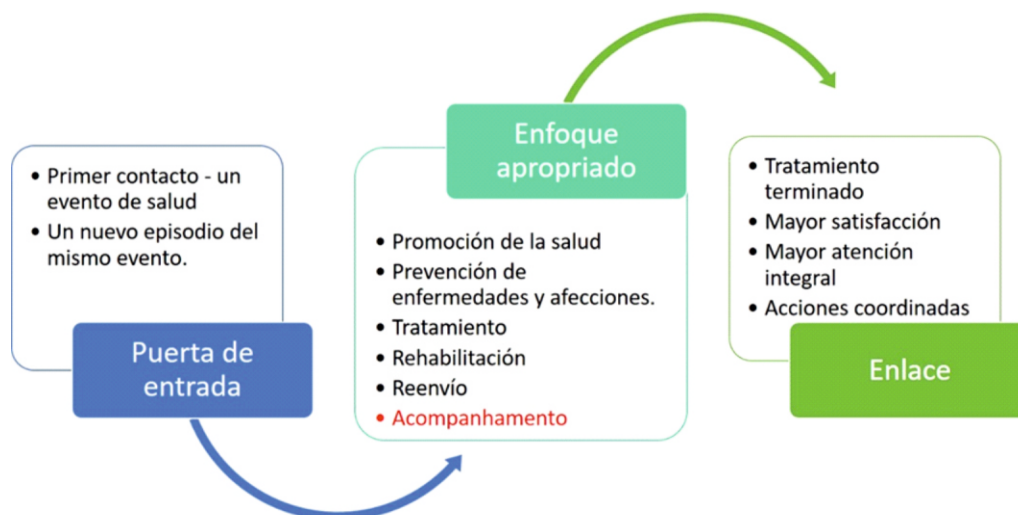 • Primer contacto - un
evento de salud
• Un nuevo episodio del
mismo evento.
Puerta de
entrada
Enfoque
apropiado
• Promoción de la salud
• Prevención de
enfermedades y afecciones.
• Tratamiento
• Rehabilitación
• Reenvío
• Acompanhamento
• Tratamiento
terminado
• Mayor satisfacción
• Mayor atención
integral
• Acciones coordinadas
Enlace